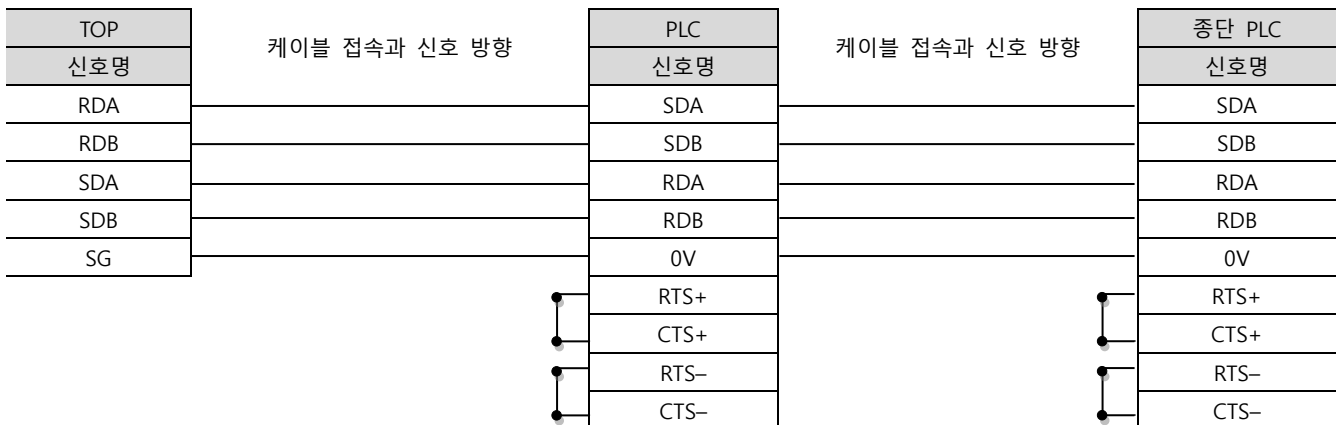 TOP 케이블 접속과 신호 방향 PLC 케이블 접속과 신호 방향 종단 PLC
신호명 신호명 신호명
RDA SDA SDA
RDB SDB SDB
SDA RDA RDA
SDB RDB RDB
SG 0V 0V
RTS+ RTS+
CTS+ CTS+
RTS– RTS–
CTS– CTS–